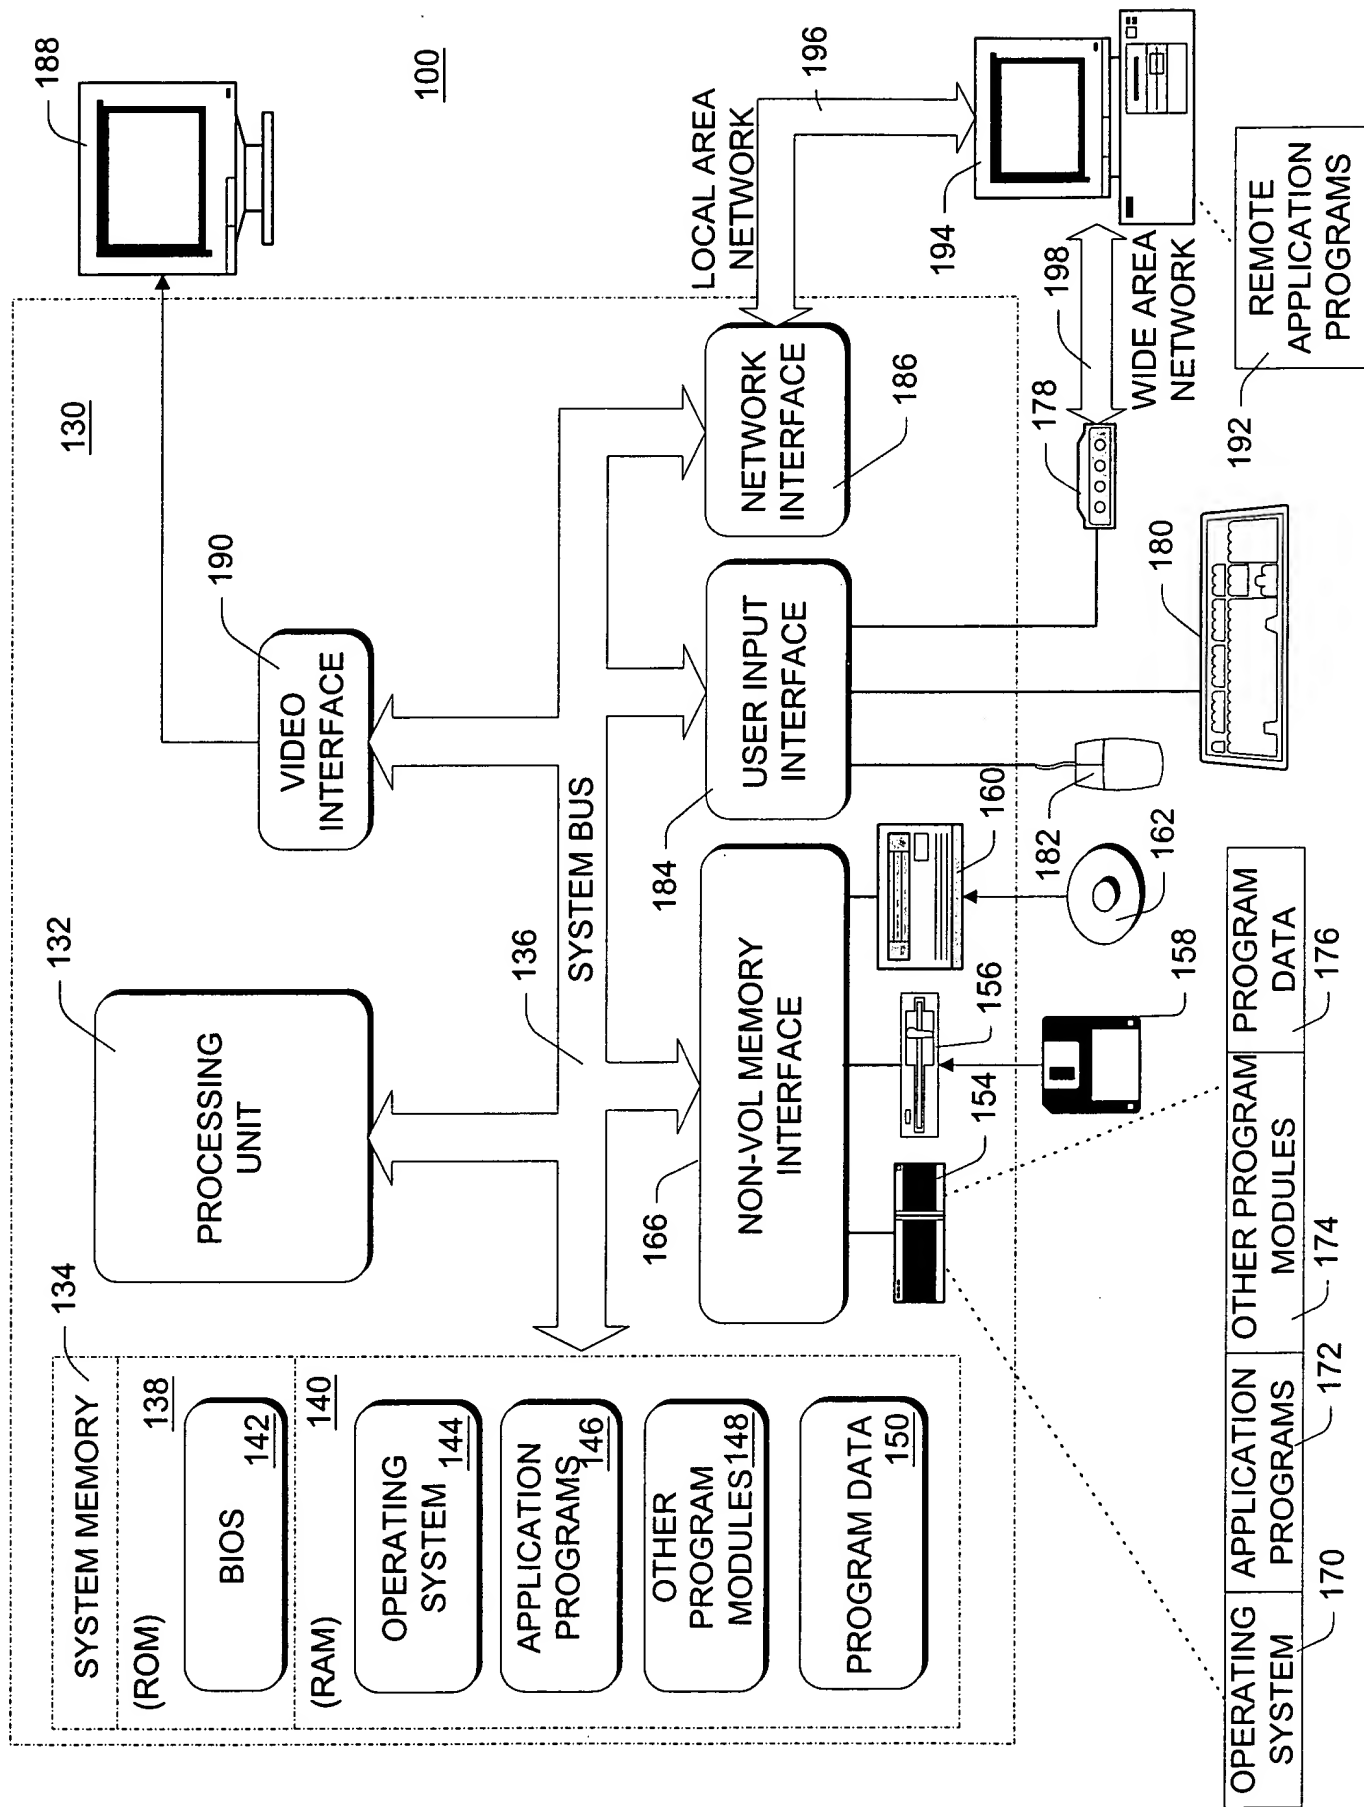 100
188
130
SYSTEM MEMORY
134
(ROM)
138
BIOS
142
(RAM)
140
OPERATING
SYSTEM
144
APPLICATION
PROGRAMS
146
OTHER
PROGRAM
MODULES
148
PROGRAM DATA
150
132
PROCESSING
UNIT
190
VIDEO
INTERFACE
136
SYSTEM BUS
166
NON-VOL MEMORY
INTERFACE
184
USER INPUT
INTERFACE
NETWORK
INTERFACE
186
LOCAL AREA
NETWORK
196
194
154
156
160
158
162
182
180
178
198
WIDE AREA
NETWORK
192
REMOTE
APPLICATION
PROGRAMS
OPERATING
SYSTEM
170
APPLICATION
PROGRAMS
172
OTHER PROGRAM
MODULES
174
PROGRAM
DATA
176